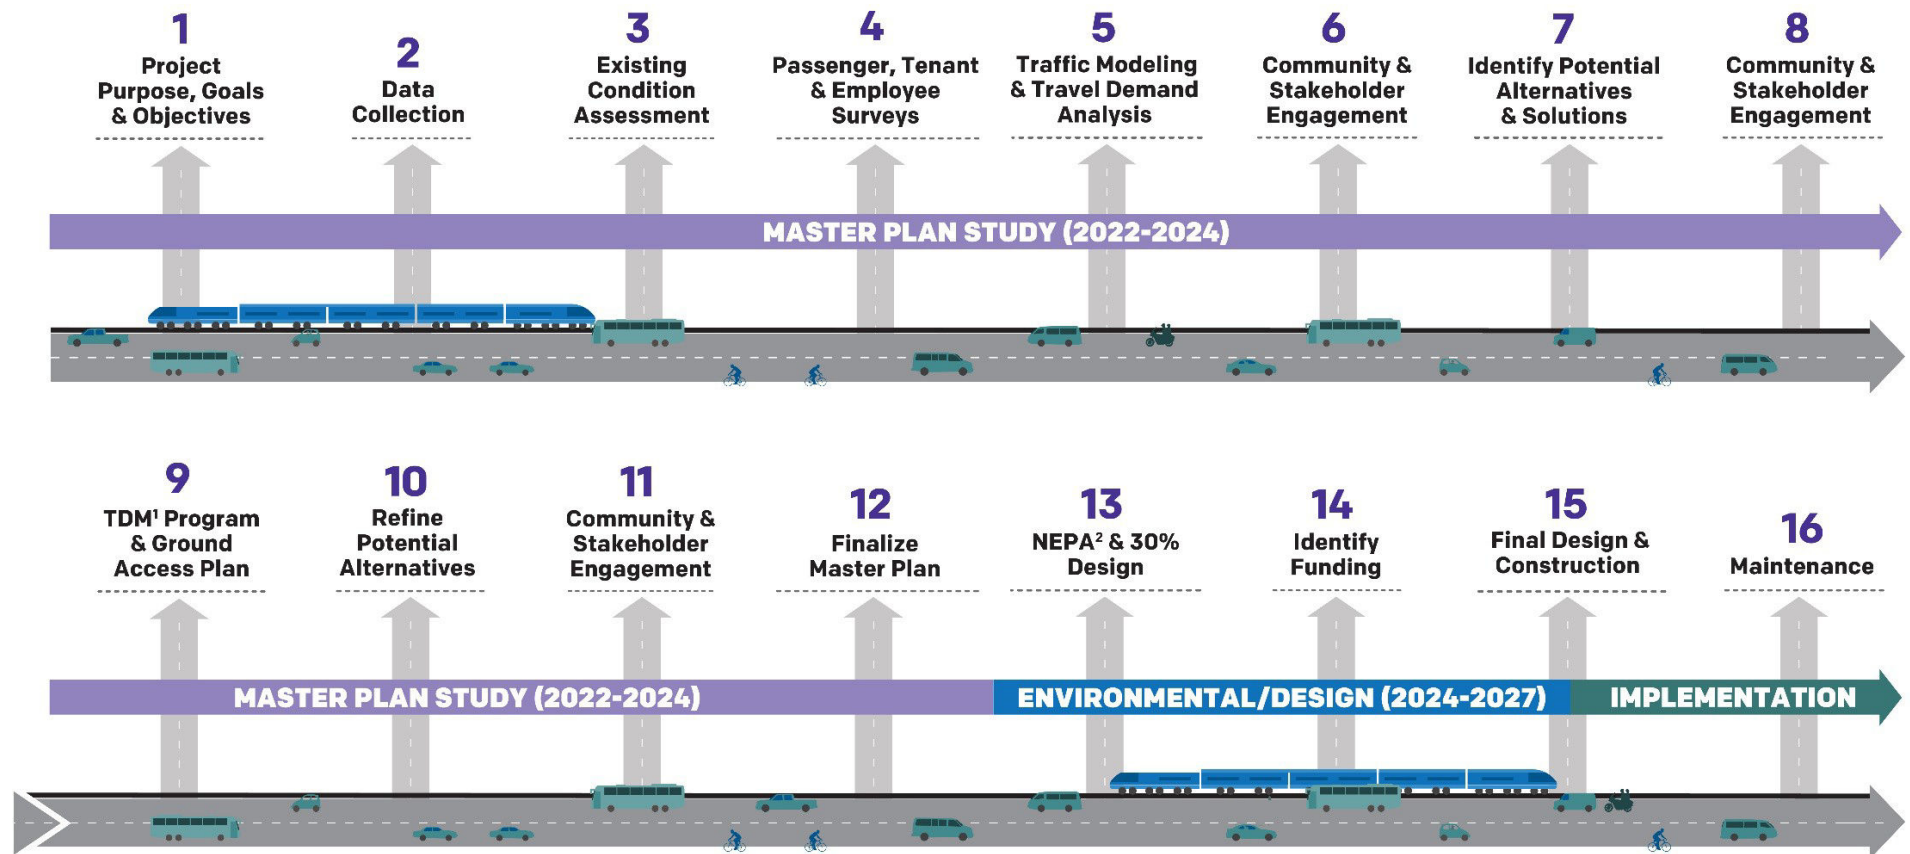 1
Project
Purpose, Goals
& Objectives
2
Data
Collection
3
Existing
Condition
Assessment
4
Passenger, Tenant
& Employee
Surveys
5
Traffic Modeling
& Travel Demand
Analysis
6
Community &
Stakeholder
Engagement
7
Identify Potential
Alternatives
& Solutions
8
Community &
Stakeholder
Engagement
MASTER PLAN STUDY (2022-2024)
9
TDM¹ Program
& Ground
Access Plan
10
Refine
Potential
Alternatives
11
Community &
Stakeholder
Engagement
12
Finalize
Master Plan
13
NEPA² & 30%
Design
14
Identify
Funding
15
Final Design &
Construction
16
Maintenance
MASTER PLAN STUDY (2022-2024)
ENVIRONMENTAL/DESIGN (2024-2027)
IMPLEMENTATION